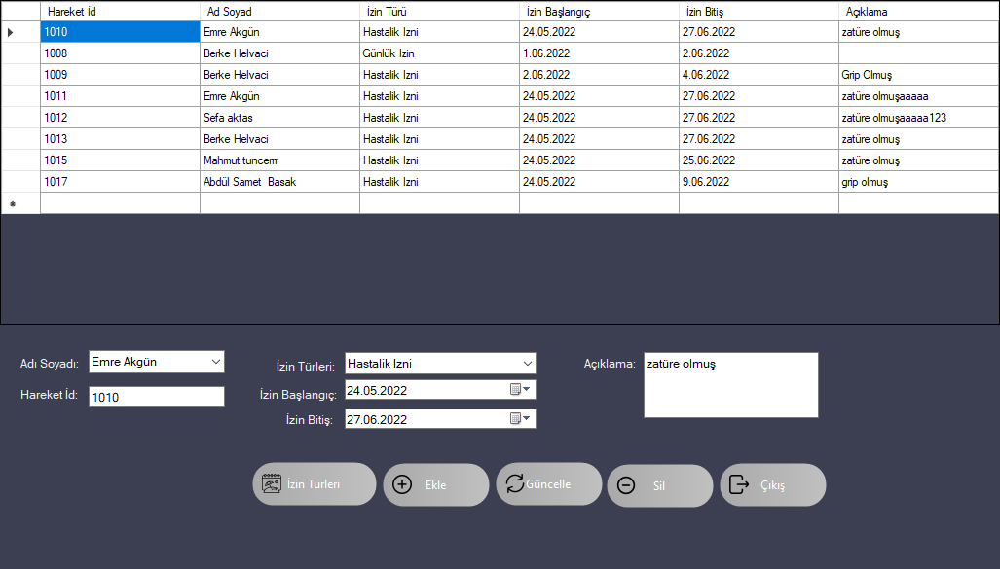 Hareket İd Ad Soyad İzin Türü İzin Başlangıç İzin Bitiş Açıklama
1010 Emre Akgün Hastalik Izni 24.05.2022 27.06.2022 zatüre olmuş
1008 Berke Helvaci Günlük Izin 1.06.2022 2.06.2022
1009 Berke Helvaci Hastalik Izni 2.06.2022 4.06.2022 Grip Olmuş
1011 Emre Akgün Hastalik Izni 24.05.2022 27.06.2022 zatüre olmuşaaaaa
1012 Sefa aktas Hastalik Izni 24.05.2022 27.06.2022 zatüre olmuşaaaaa123
1013 Berke Helvaci Hastalik Izni 24.05.2022 27.06.2022 zatüre olmuş
1015 Mahmut tuncerrr Hastalik Izni 24.05.2022 25.06.2022 zatüre olmuş
1017 Abdül Samet  Basak Hastalik Izni 24.05.2022 9.06.2022 grip olmuş
Adı Soyadı: Emre Akgün İzin Türleri: Hastalik Izni Açıklama: zatüre olmuş
Hareket İd: 1010 İzin Başlangıç: 24.05.2022
İzin Bitiş: 27.06.2022
İzin Turleri Ekle Güncelle Sil Çıkış